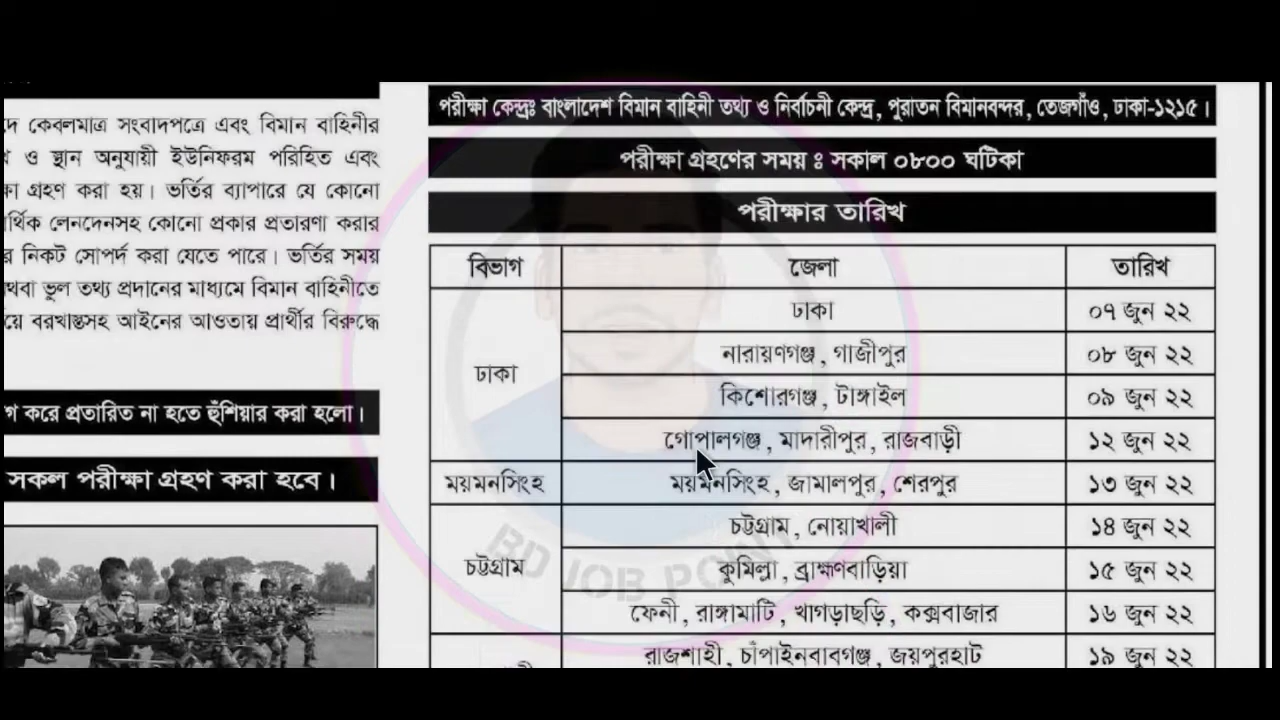 কেবলমাত্র সংবাদপত্রে এবং বিমান বাহিনীর
ও স্থান অনুযায়ী ইউনিফরম পরিহিত এবং
গ্রহণ করা হয়। ভর্তির ব্যাপারে যে কোনো
লেনদেনসহ কোনো প্রকার প্রতারণা করার
নিকট সোপর্দ করা যেতে পারে। ভর্তির সময়
ভুল তথ্য প্রদানের মাধ্যমে বিমান বাহিনীতে
বরখাস্তসহ আইনের আওতায় প্রার্থীর বিরুদ্ধে
করে প্রতারিত না হতে হুঁশিয়ার করা হলো।
সকল পরীক্ষা গ্রহণ করা হবে।
পরীক্ষা কেন্দ্রঃ বাংলাদেশ বিমান বাহিনী তথ্য ও নির্বাচনী কেন্দ্র, পুরাতন বিমানবন্দর, তেজগাঁও, ঢাকা-১২১৫।
পরীক্ষা গ্রহণের সময় ঃ সকাল ০৮০০ ঘটিকা
পরীক্ষার তারিখ
বিভাগ জেলা তারিখ
ঢাকা ০৭ জুন ২২
নারায়ণগঞ্জ, গাজীপুর ০৮ জুন ২২
ঢাকা
কিশোরগঞ্জ, টাঙ্গাইল ০৯ জুন ২২
গোপালগঞ্জ, মাদারীপুর, রাজবাড়ী ১২ জুন ২২
ময়মনসিংহ ময়মনসিংহ, জামালপুর, শেরপুর ১৩ জুন ২২
চট্টগ্রাম, নোয়াখালী ১৪ জুন ২২
চট্টগ্রাম কুমিল্লা, ব্রাহ্মণবাড়িয়া ১৫ জুন ২২
ফেনী, রাঙ্গামাটি, খাগড়াছড়ি, কক্সবাজার ১৬ জুন ২২
রাজশাহী, চাঁপাইনবাবগঞ্জ, জয়পুরহাট ১৯ জুন ২২
BD JOB POINT